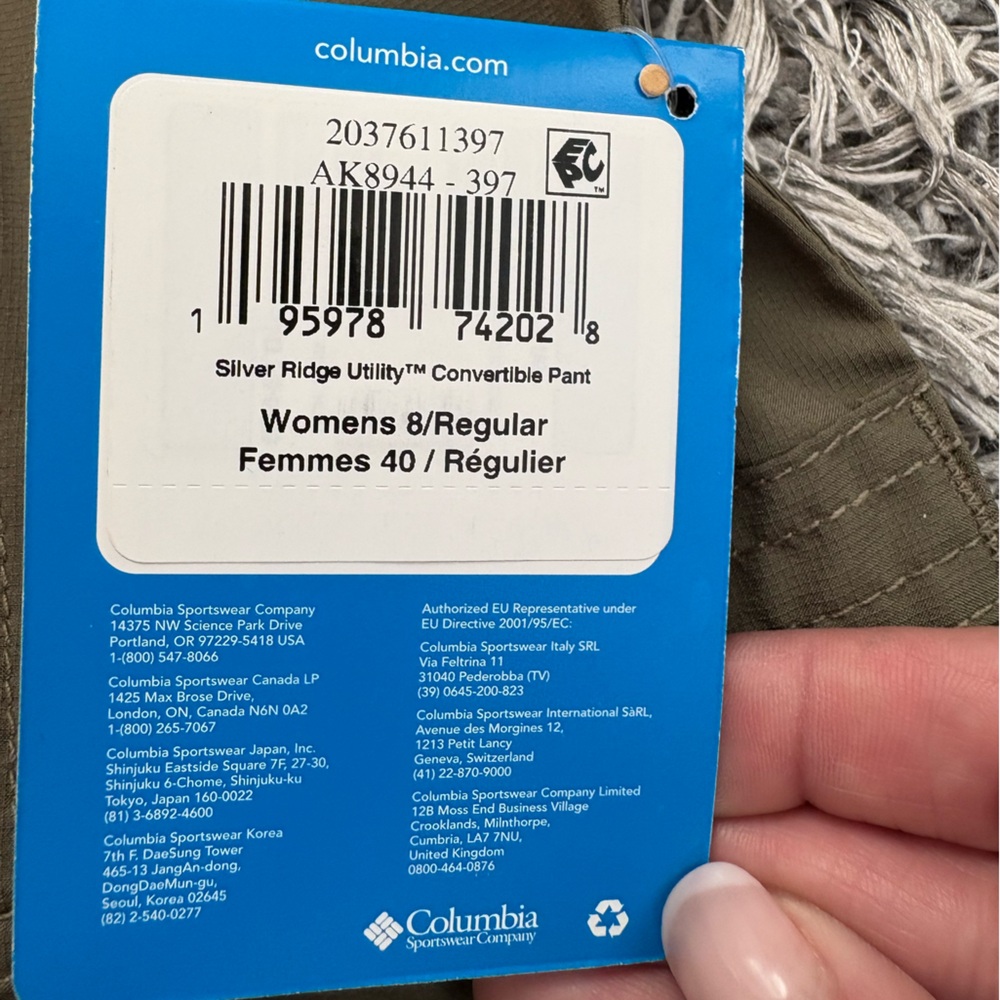 columbia.com
2037611397
AK8944 - 397
EPC
TM
1 95978 74202 8
Silver Ridge Utility™ Convertible Pant
Womens 8/Regular
Femmes 40 / Régulier
Columbia Sportswear Company
14375 NW Science Park Drive
Portland, OR 97229-5418 USA
1-(800) 547-8066
Columbia Sportswear Canada LP
1425 Max Brose Drive,
London, ON, Canada N6N 0A2
1-(800) 265-7067
Columbia Sportswear Japan, Inc.
Shinjuku Eastside Square 7F, 27-30,
Shinjuku 6-Chome, Shinjuku-ku
Tokyo, Japan 160-0022
(81) 3-6892-4600
Columbia Sportswear Korea
7th F. DaeSung Tower
465-13 JangAn-dong,
DongDaeMun-gu,
Seoul, Korea 02645
(82) 2-540-0277
Authorized EU Representative under
EU Directive 2001/95/EC:
Columbia Sportswear Italy SRL
Via Feltrina 11
31040 Pederobba (TV)
(39) 0645-200-823
Columbia Sportswear International SàRL,
Avenue des Morgines 12,
1213 Petit Lancy
Geneva, Switzerland
(41) 22-870-9000
Columbia Sportswear Company Limited
12B Moss End Business Village
Crooklands, Milnthorpe,
Cumbria, LA7 7NU,
United Kingdom
0800-464-0876
Columbia
Sportswear Company